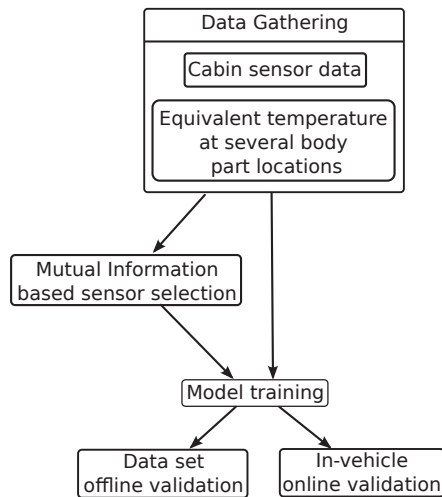 Data Gathering
Cabin sensor data
Equivalent temperature
at several body
part locations
Mutual Information
based sensor selection
Model training
Data set
offline validation
In-vehicle
online validation